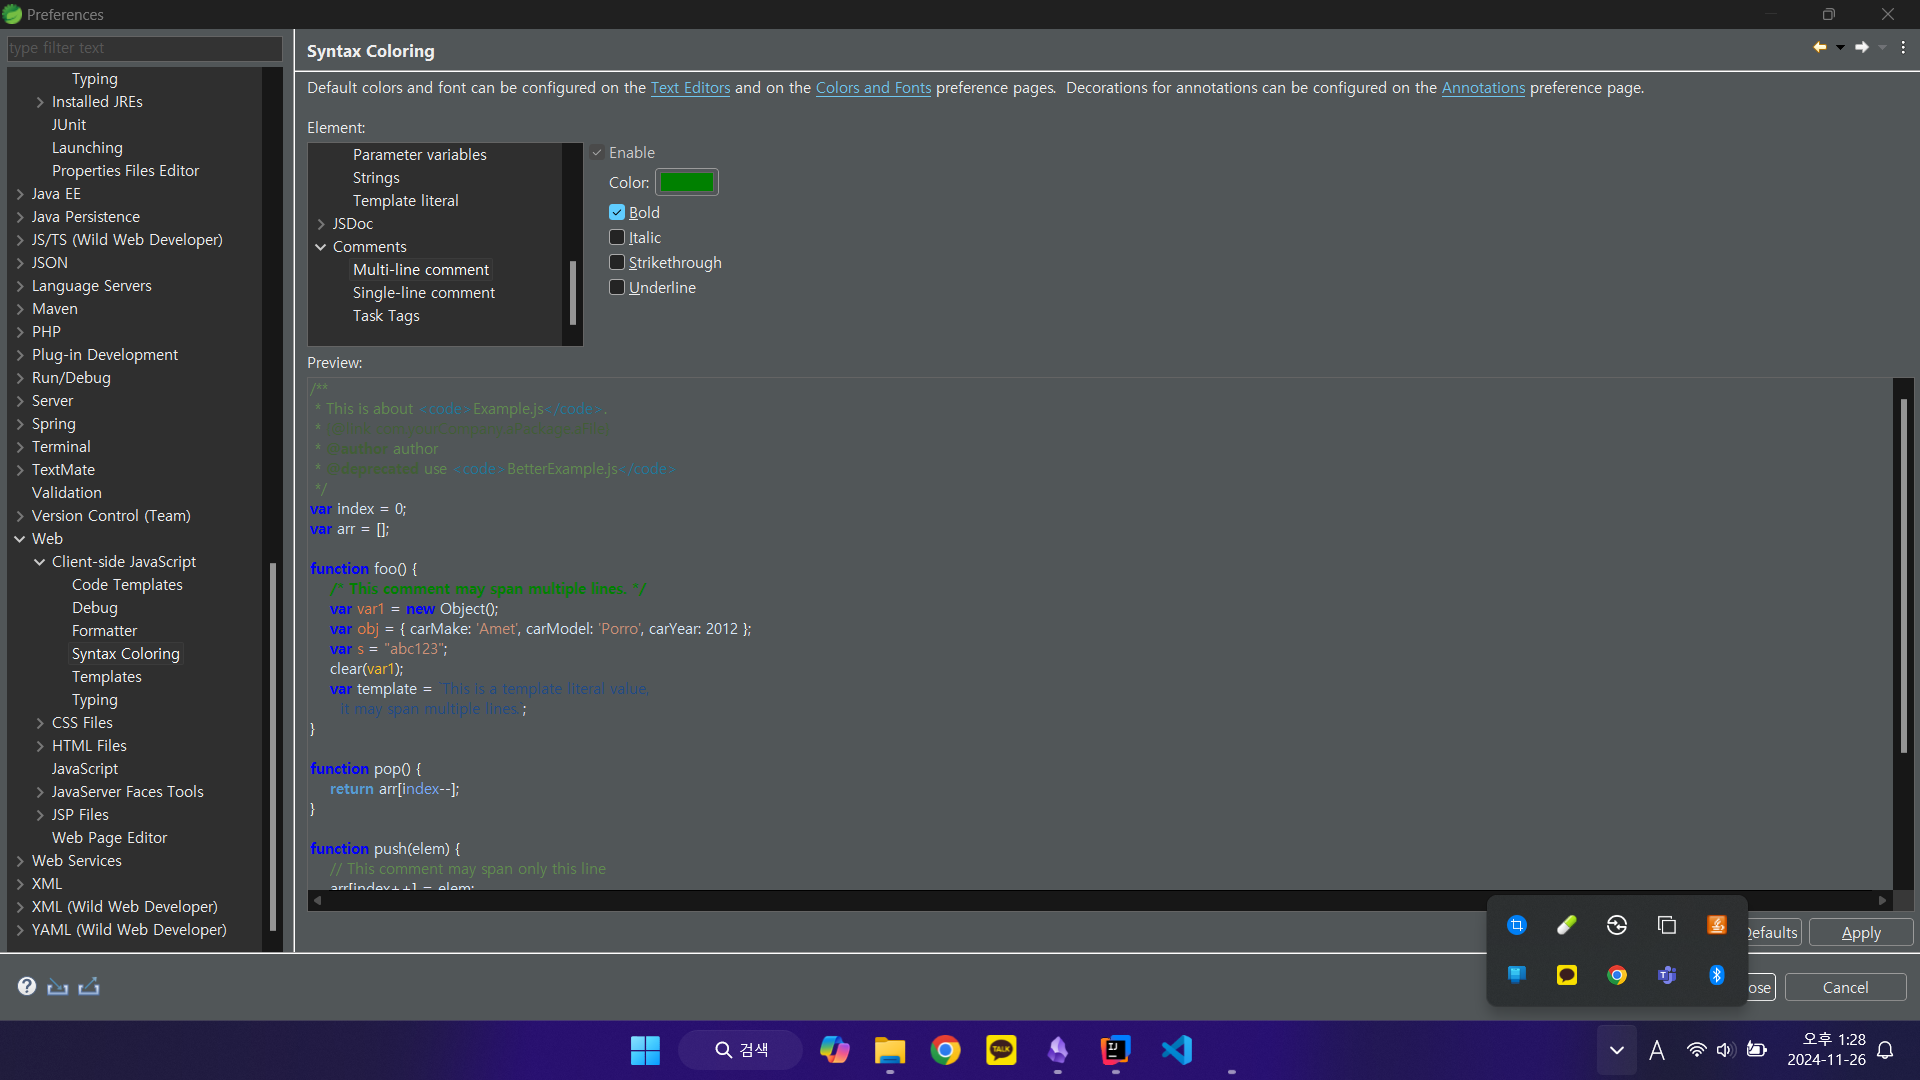 Preferences
type filter text
Typing
Installed JREs
JUnit
Launching
Properties Files Editor
Java EE
Java Persistence
JS/TS (Wild Web Developer)
JSON
Language Servers
Maven
PHP
Plug-in Development
Run/Debug
Server
Spring
Terminal
TextMate
Validation
Version Control (Team)
Web
Client-side JavaScript
Code Templates
Debug
Formatter
Syntax Coloring
Templates
Typing
CSS Files
HTML Files
JavaScript
JavaServer Faces Tools
JSP Files
Web Page Editor
Web Services
XML
XML (Wild Web Developer)
YAML (Wild Web Developer)
Syntax Coloring
Default colors and font can be configured on the Text Editors and on the Colors and Fonts preference pages.  Decorations for annotations can be configured on the Annotations preference page.
Element:
Parameter variables
Strings
Template literal
JSDoc
Comments
Multi-line comment
Single-line comment
Task Tags
Enable
Color:
Bold
Italic
Strikethrough
Underline
Preview:
/**
* This is about <code>Example.js</code>.
*
* @author author
* @deprecated use <code>BetterExample.js</code>
*/
var index = 0;
var arr = [];
function foo() {
/* This comment may span multiple lines. */
var var1 = new Object();
var obj = { carMake: 'Amet', carModel: 'Porro', carYear: 2012 };
var s = "abc123";
clear(var1);
var template = `This is a template literal value,
It may span multiple lines.`;
}
function pop() {
return arr[index--];
}
function push(elem) {
// This comment may span only this line
arr[index++] = elem;
efaults
Apply
ose
Cancel
검색
TALK
IJ
A
오후 1:28
2024-11-26